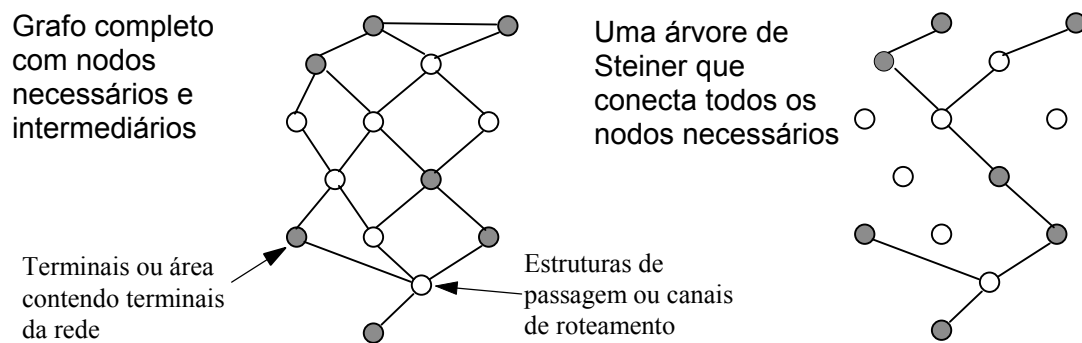 Grafo completo
com nodos
necessários e
intermediários
Terminais ou área
contendo terminais
da rede
Estruturas de
passagem ou canais
de roteamento
Uma árvore de
Steiner que
conecta todos os
nodos necessários